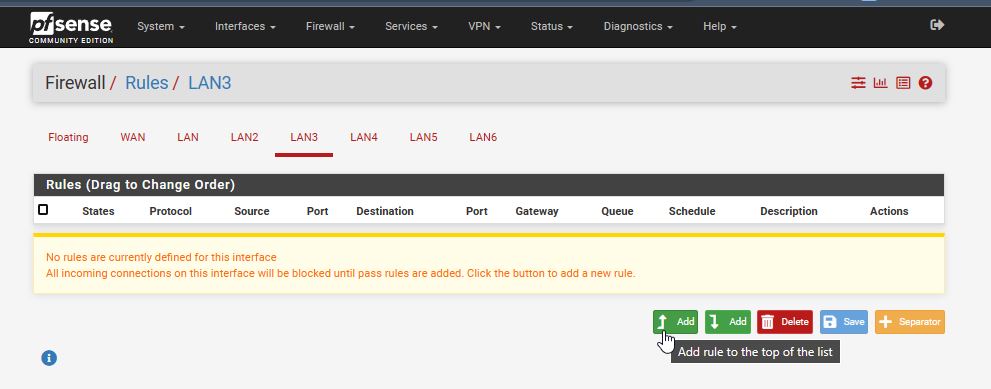 pfsense
COMMUNITY EDITION
System Interfaces Firewall Services VPN Status Diagnostics Help
Firewall / Rules / LAN3
Floating WAN LAN LAN2 LAN3 LAN4 LAN5 LAN6
Rules (Drag to Change Order)
States Protocol Source Port Destination Port Gateway Queue Schedule Description Actions
No rules are currently defined for this interface
All incoming connections on this interface will be blocked until pass rules are added. Click the button to add a new rule.
Add Add Delete Save Separator
Add rule to the top of the list